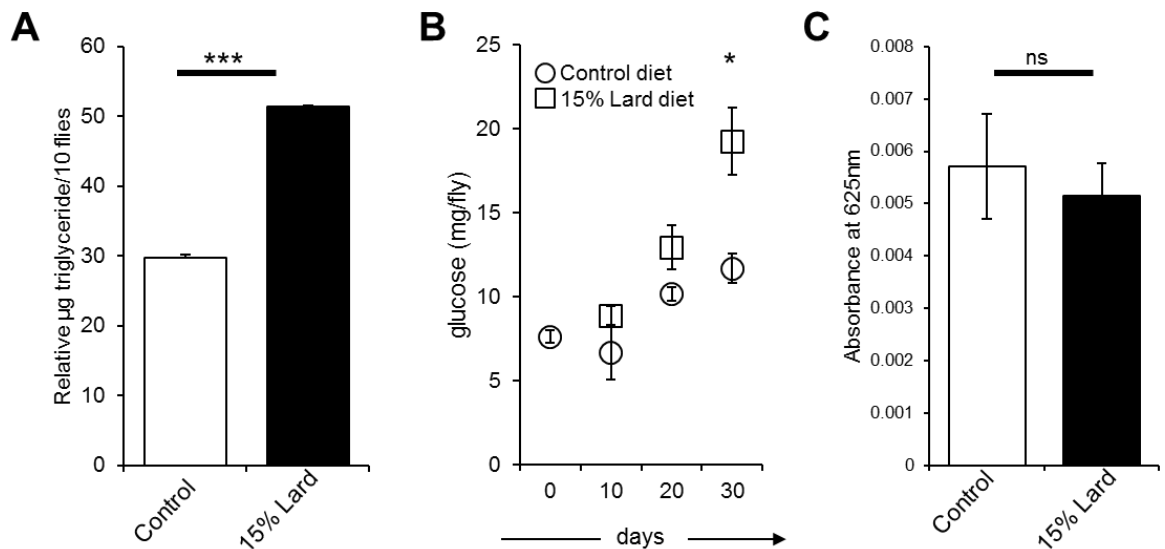 A
Relative µg triglyceride/10 flies
60
50
40
30
20
10
0
***
Control
15% Lard
B
glucose (mg/fly)
25
20
15
10
5
0
Control diet
15% Lard diet
*
0 10 20 30
days
C
Absorbance at 625nm
0.008
0.007
0.006
0.005
0.004
0.003
0.002
0.001
0
ns
Control
15% Lard